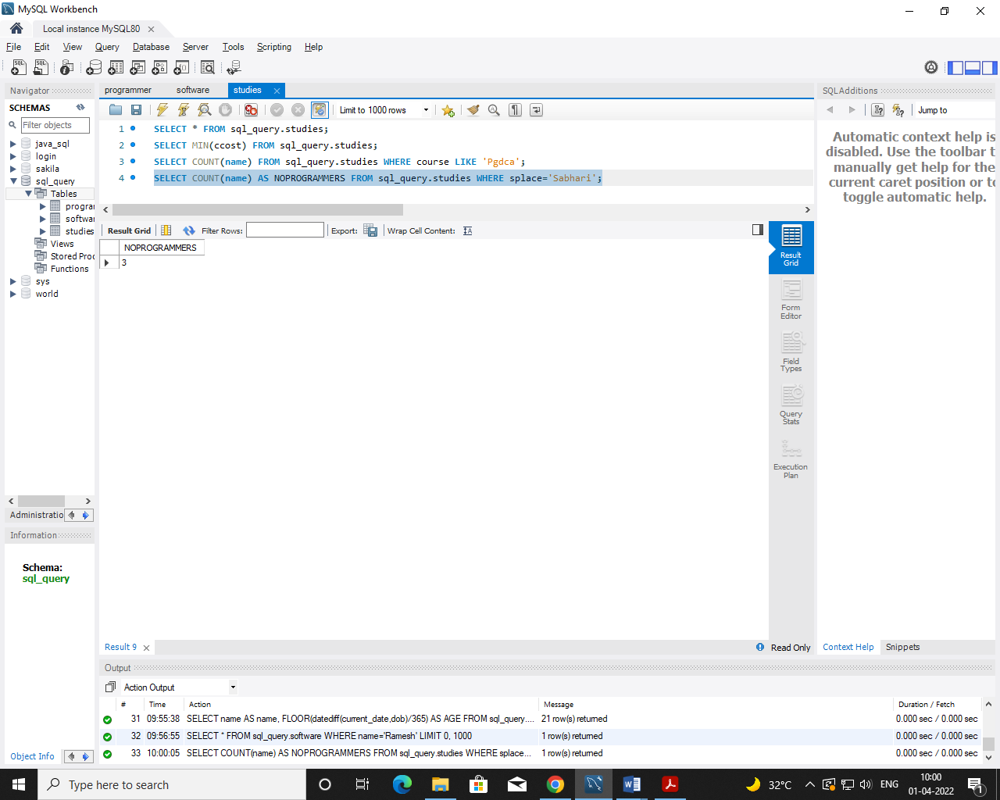 MySQL Workbench
Local instance MySQL80
File Edit View Query Database Server Tools Scripting Help
Navigator
SCHEMAS
Filter objects
java_sql
login
sakila
sql_query
Tables
prograr
softwar
studies
Views
Stored Proc
Functions
sys
world
Administratio
Information
Schema:
sql_query
Object Info
programmer software studies
Limit to 1000 rows
1 SELECT * FROM sql_query.studies;
2 SELECT MIN(ccost) FROM sql_query.studies;
3 SELECT COUNT(name) FROM sql_query.studies WHERE course LIKE 'Pgdca';
4 SELECT COUNT(name) AS NOPROGRAMMERS FROM sql_query.studies WHERE splace='Sabhari';
Result Grid Filter Rows: Export: Wrap Cell Content:
NOPROGRAMMERS
3
Result
Grid
Form
Editor
Field
Types
Query
Stats
Execution
Plan
Result 9
Read Only
SQLAdditions
Jump to
Automatic context help is
disabled. Use the toolbar t
manually get help for the
current caret position or to
toggle automatic help.
Context Help Snippets
Output
Action Output
# Time Action Message Duration / Fetch
31 09:55:38 SELECT name AS name, FLOOR(datediff(current_date,dob)/365) AS AGE FROM sql_query.... 21 row(s) returned 0.000 sec / 0.000 sec
32 09:56:55 SELECT * FROM sql_query.software WHERE name='Ramesh' LIMIT 0, 1000 1 row(s) returned 0.000 sec / 0.000 sec
33 10:00:05 SELECT COUNT(name) AS NOPROGRAMMERS FROM sql_query.studies WHERE splace... 1 row(s) returned 0.000 sec / 0.000 sec
Type here to search
32°C
ENG
10:00
01-04-2022
1